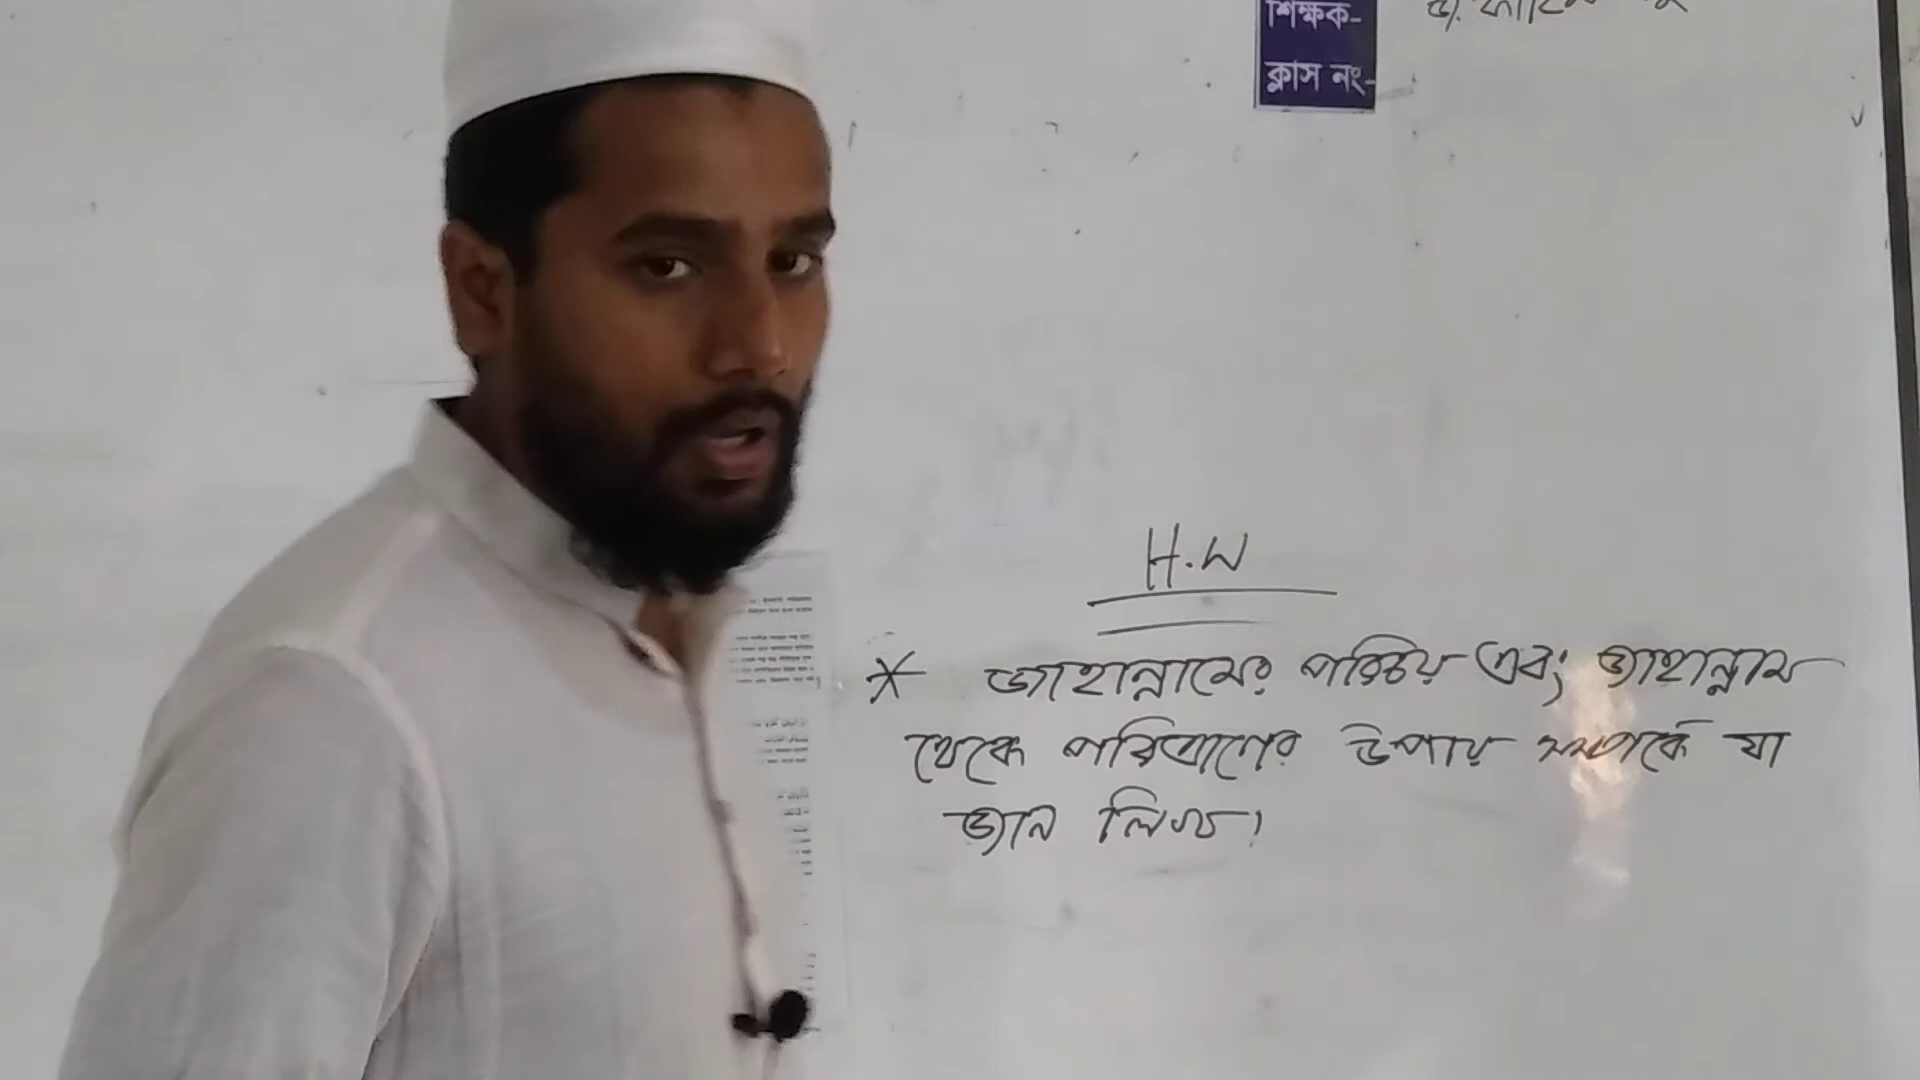 শিক্ষক-
ক্লাস নং-
H.W
* জাহান্নামের পরিচয় এবং জাহান্নাম
থেকে পরিত্রাণের উপায় সম্পর্কে যা
জান লিখ।